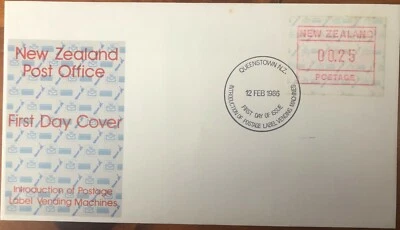 New Zealand
Post Office
First Day Cover
Introduction of Postage
Label Vending Machines
QUEENSTOWN N.Z.
12 FEB 1986
FIRST DAY OF ISSUE
INTRODUCTION OF POSTAGE LABEL VENDING MACHINES
NEW ZEALAND
00.25
POSTAGE